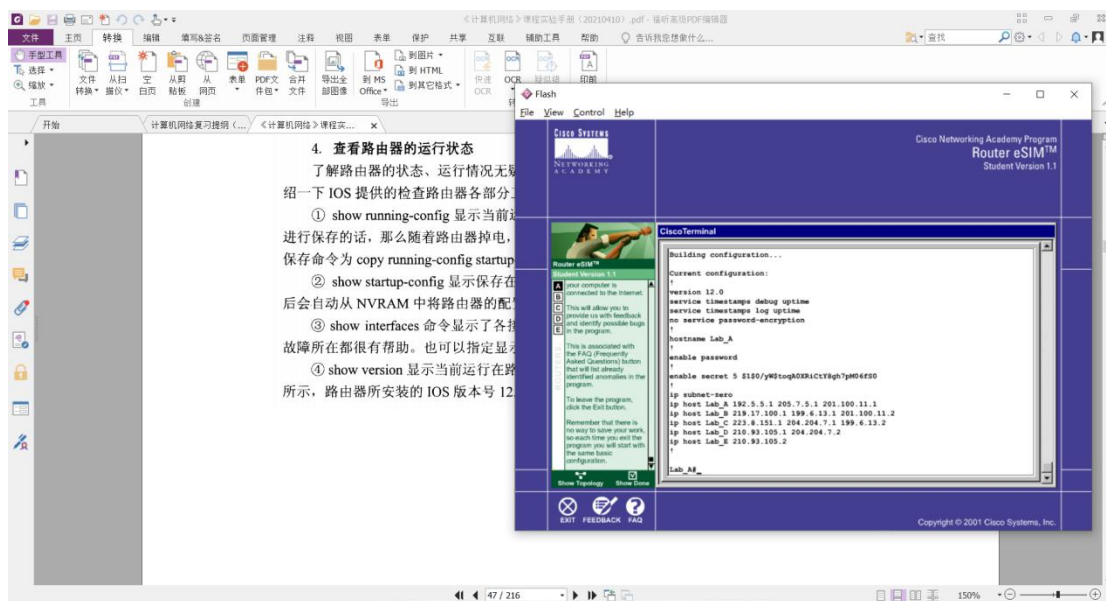 《计算机网络》课程实验手册（20210410）.pdf - 福昕高级PDF编辑器
文件 主页 转换 编辑 填写&签名 页面管理 注释 视图 表单 保护 共享 互联 辅助工具 帮助 告诉我您想做什么... 查找
手型工具
选择
缩放
工具
文件转换 从扫描仪 空白页 从剪贴板 从网页 表单 PDF文件包 合并文件
创建
导出全部图像 到 MS Office 到图片 到 HTML 到其它格式
导出
快速OCR OCR 疑似错 印前
开始 计算机网络复习提纲（... 《计算机网络》课程实...
4. 查看路由器的运行状态
了解路由器的状态、运行情况无疑
绍一下 IOS 提供的检查路由器各部分
① show running-config 显示当前运
进行保存的话，那么随着路由器掉电，
保存命令为 copy running-config startup
② show startup-config 显示保存在
后会自动从 NVRAM 中将路由器的配
③ show interfaces 命令显示了各接
故障所在都很有帮助。也可以指定显示
④ show version 显示当前运行在路
所示，路由器所安装的 IOS 版本号 12.
Flash
File View Control Help
CISCO SYSTEMS
NETWORKING
ACADEMY
Cisco Networking Academy Program
Router eSIM™
Student Version 1.1
Router eSIM™
Student Version 1.1
A
B
C
D
E
ROUTERS
your computer is
connected to the Internet.
This will allow you to
provide us with feedback
and identify possible bugs
in the program.
This is associated with
the FAQ (Frequently
Asked Questions) button
that will list already
identified anomalies in the
program.
To leave the program,
click the Exit button.
Remember that there is
no way to save your work,
so each time you exit the
program you will start with
the same basic
configuration.
Show Topology Show Done
CiscoTerminal
Building configuration...
Current configuration:
!
version 12.0
service timestamps debug uptime
service timestamps log uptime
no service password-encryption
!
hostname Lab_A
!
enable password
!
enable secret 5 $1$0/yW$toqA0XRiCtY8gh7pM06fS0
!
ip subnet-zero
ip host Lab_A 192.5.5.1 205.7.5.1 201.100.11.1
ip host Lab_B 219.17.100.1 199.6.13.1 201.100.11.2
ip host Lab_C 223.8.151.1 204.204.7.1 199.6.13.2
ip host Lab_D 210.93.105.1 204.204.7.2
ip host Lab_E 210.93.105.2
!
Lab_A#_
EXIT FEEDBACK FAQ
Copyright © 2001 Cisco Systems, Inc.
47 / 216
150%